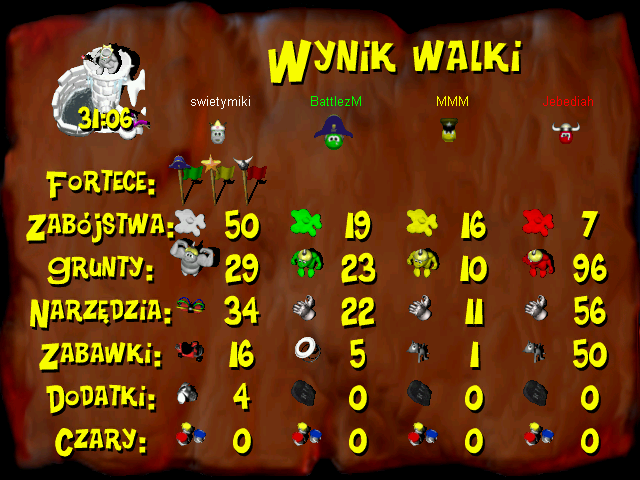 Wynik walki
31:06
swietymiki BattlezM MMM Jebediah
Fortece:
Zabójstwa: 50 19 16 7
Grunty: 29 23 10 96
Narzędzia: 34 22 11 56
Zabawki: 16 5 1 50
Dodatki: 4 0 0 0
Czary: 0 0 0 0